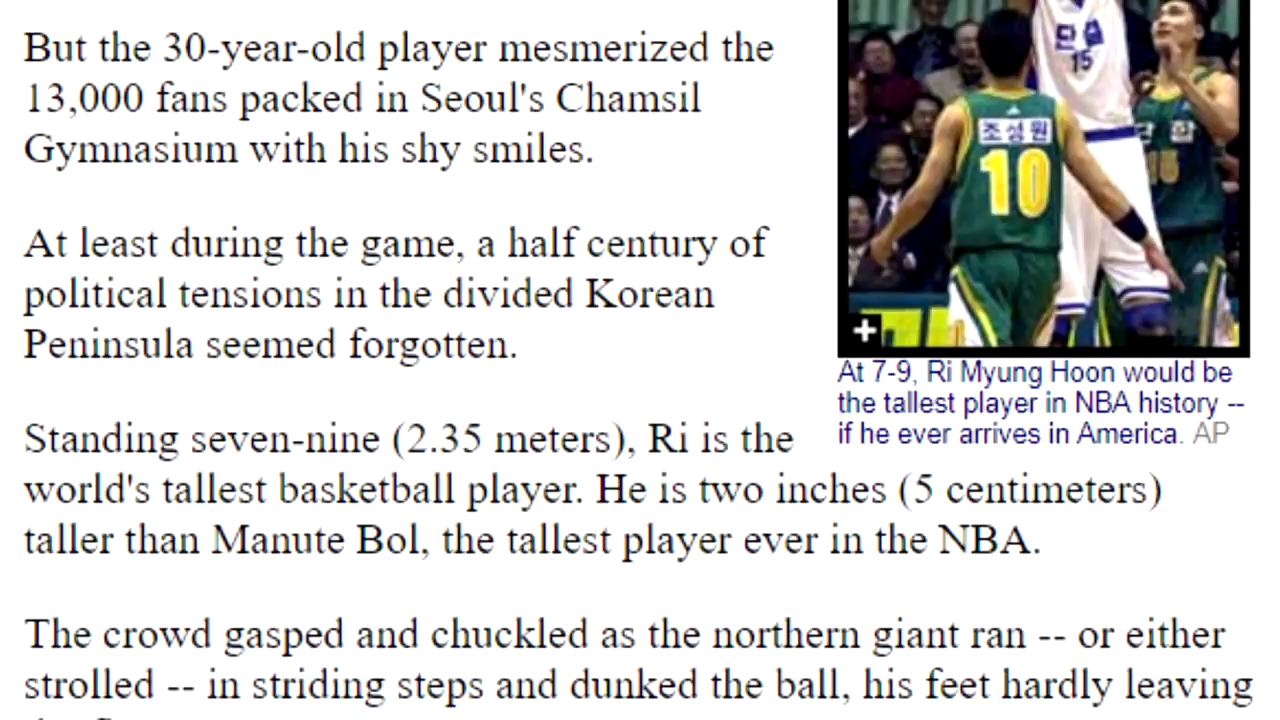 But the 30-year-old player mesmerized the
13,000 fans packed in Seoul's Chamsil
Gymnasium with his shy smiles.
At least during the game, a half century of
political tensions in the divided Korean
Peninsula seemed forgotten.
15
조성원
10
At 7-9, Ri Myung Hoon would be
the tallest player in NBA history --
if he ever arrives in America. AP
Standing seven-nine (2.35 meters), Ri is the
world's tallest basketball player. He is two inches (5 centimeters)
taller than Manute Bol, the tallest player ever in the NBA.
The crowd gasped and chuckled as the northern giant ran -- or either
strolled -- in striding steps and dunked the ball, his feet hardly leaving